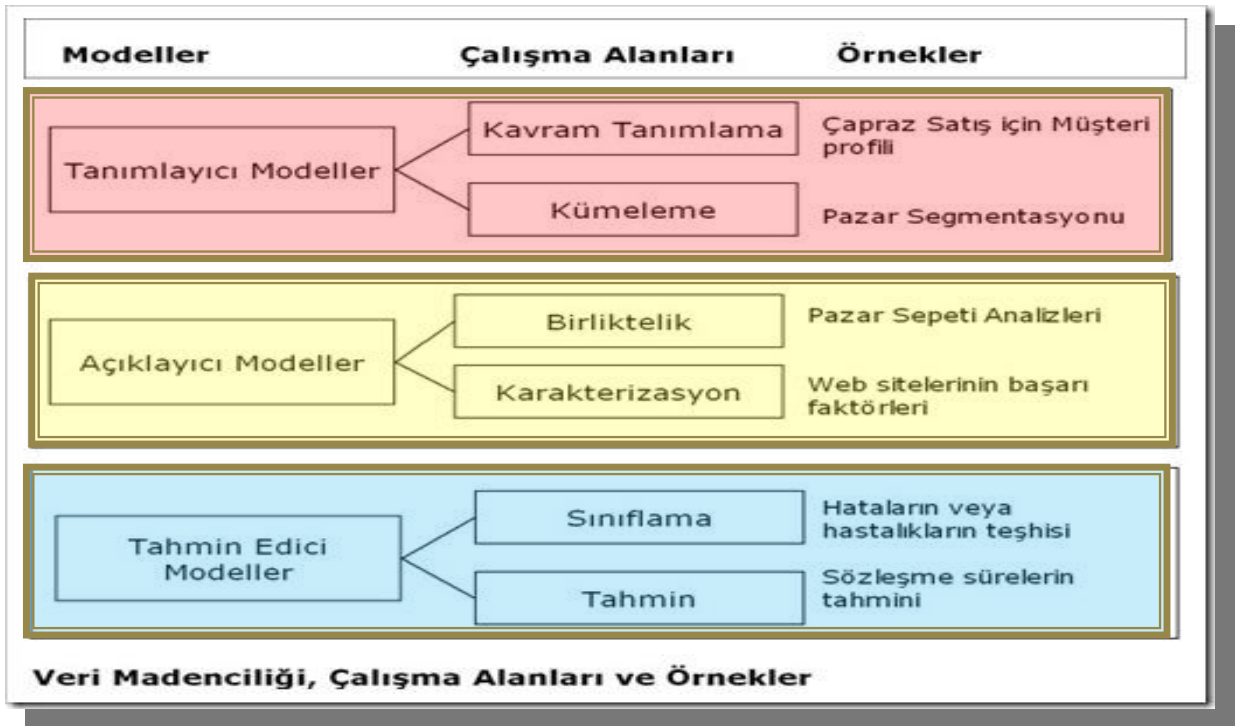 Modeller Çalışma Alanları Örnekler
Kavram Tanımlama
Çapraz Satış için Müşteri
profili
Tanımlayıcı Modeller
Kümeleme
Pazar Segmentasyonu
Birliktelik
Pazar Sepeti Analizleri
Açıklayıcı Modeller
Karakterizasyon
Web sitelerinin başarı
faktörleri
Sınıflama
Hataların veya
hastalıkların teşhisi
Tahmin Edici
Modeller
Tahmin
Sözleşme sürelerin
tahmini
Veri Madenciliği, Çalışma Alanları ve Örnekler